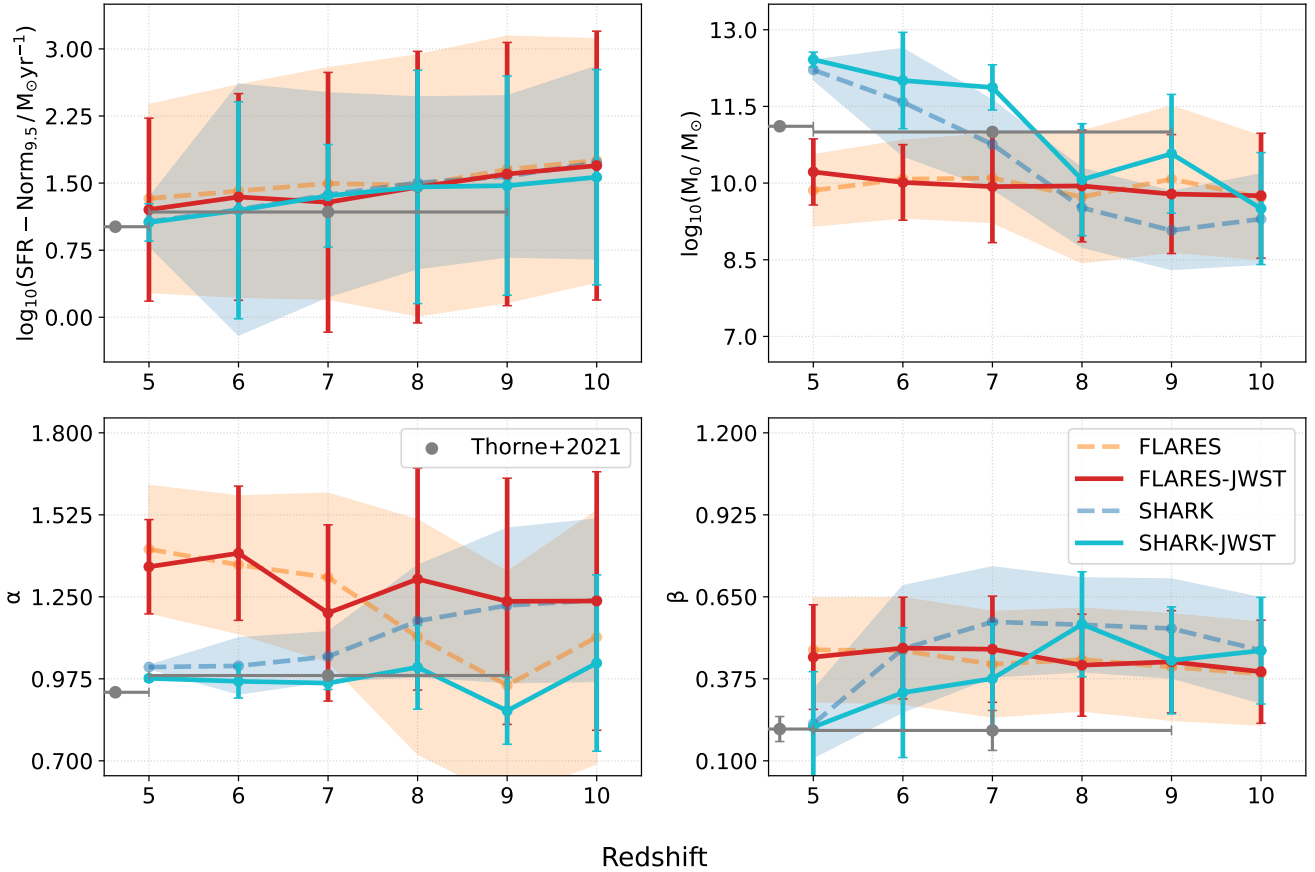 log₁₀(SFR − Norm₉.₅ / M⊙yr⁻¹)
3.00
2.25
1.50
0.75
0.00
5 6 7 8 9 10
log₁₀(M₀ / M⊙)
13.0
11.5
10.0
8.5
7.0
5 6 7 8 9 10
α
1.800
1.525
1.250
0.975
0.700
Thorne+2021
5 6 7 8 9 10
β
1.200
0.925
0.650
0.375
0.100
FLARES
FLARES-JWST
SHARK
SHARK-JWST
5 6 7 8 9 10
Redshift